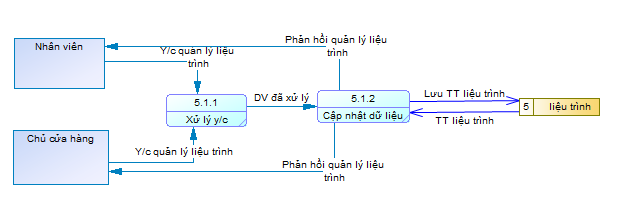 Nhân viên
Y/c quản lý liệu
trình
Phản hồi quản lý liệu
trình
5.1.1
Xử lý y/c
DV đã xử lý
5.1.2
Cập nhật dữ liệu
Lưu TT liệu trình
5 liệu trình
TT liệu trình
Chủ cửa hàng
Y/c quản lý liệu trình
Phản hồi quản lý liệu
trình